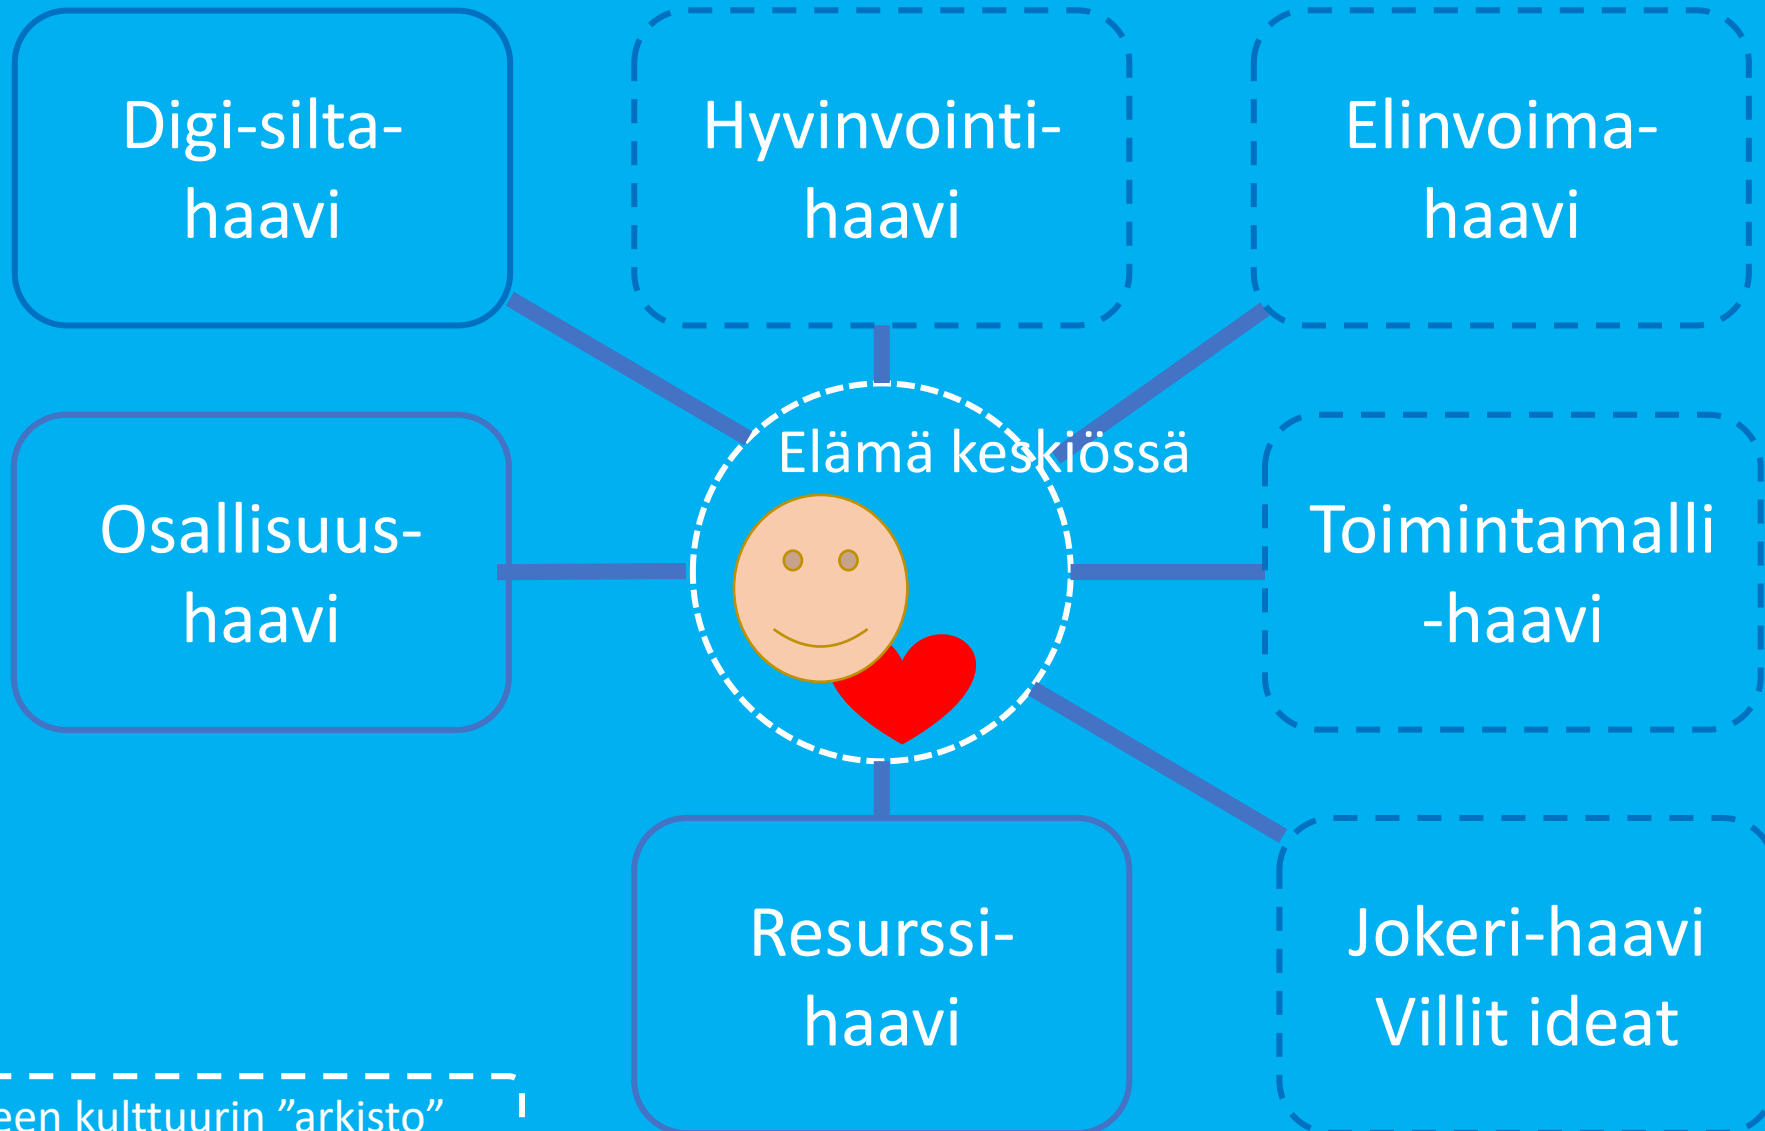 Digi-silta-
haavi
Hyvinvointi-
haavi
Elinvoima-
haavi
Elämä keskiössä
Osallisuus-
haavi
Toimintamalli
-haavi
Resurssi-
haavi
Jokeri-haavi
Villit ideat
kulttuurin ”arkisto”